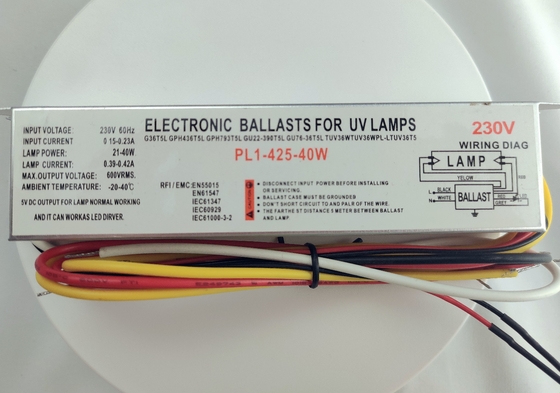 ELECTRONIC BALLASTS FOR UV LAMPS
G36T5L GPH436T5L GPH793T5L GU22-390T5L GU76-36T5L TUV36WTUV36WPL-LTUV36T5
PL1-425-40W
230V
WIRING DIAG
INPUT VOLTAGE: 230V 60Hz
INPUT CURRENT 0 15-0.23A
LAMP POWER: 21-40W
LAMP CURRENT: 0.39-0.42A
MAX.OUTPUT VOLTAGE: 600VRMS.
AMBIENT TEMPERATURE: -20-40℃
5V DC OUTPUT FOR LAMP NORMAL WORKING
AND IT CAN WORKAS LED DIRVER.
RFI / EMC:EN55015
EN61547
IEC61347
IEC60929
IEC61000-3-2
CAUTION
● DISCONNECT INPUT POWER BEFORE INSTALLING
OR SERVICING.
● BALLAST CASE MUST BE GROUNDED
● DON'T SHORT CIRCUIT TO AND PALR OF THE WIRE.
● THE FARTHE ST DISTANCE 5 METER BETWEEN BALLAST
AND LAMP.
LAMP
YELLOW
L BLACK
N WHITE
BALLAST
RED
GREY